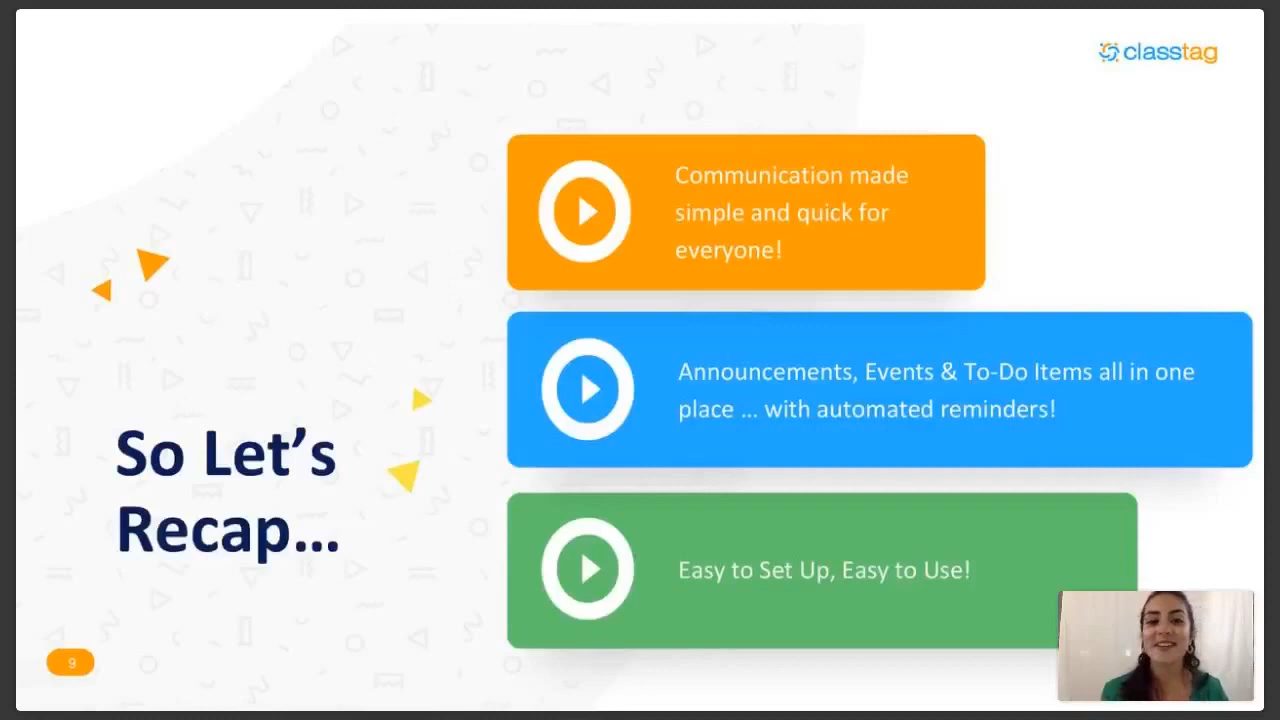 classtag
Communication made
simple and quick for
everyone!
Announcements, Events & To-Do Items all in one
place ... with automated reminders!
So Let’s
Recap...
Easy to Set Up, Easy to Use!
9